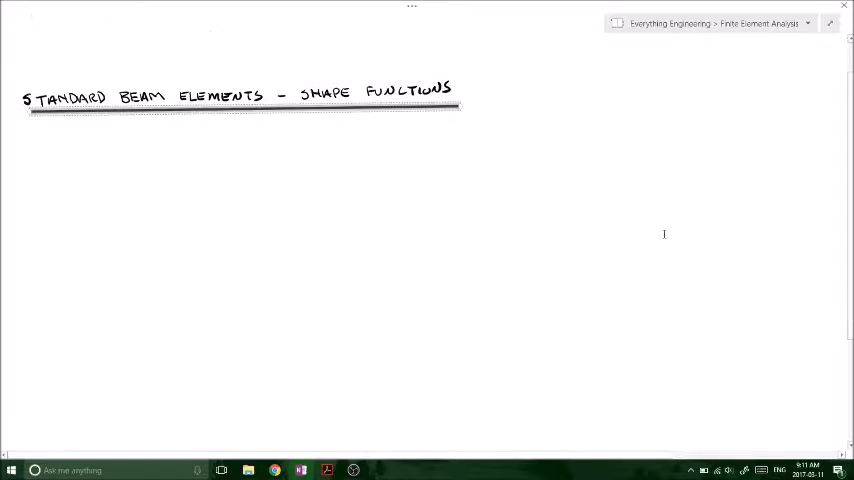 ...
Everything Engineering > Finite Element Analysis
STANDARD BEAM ELEMENTS - SHAPE FUNCTIONS
Ask me anything
ENG
9:11 AM
2017-03-11